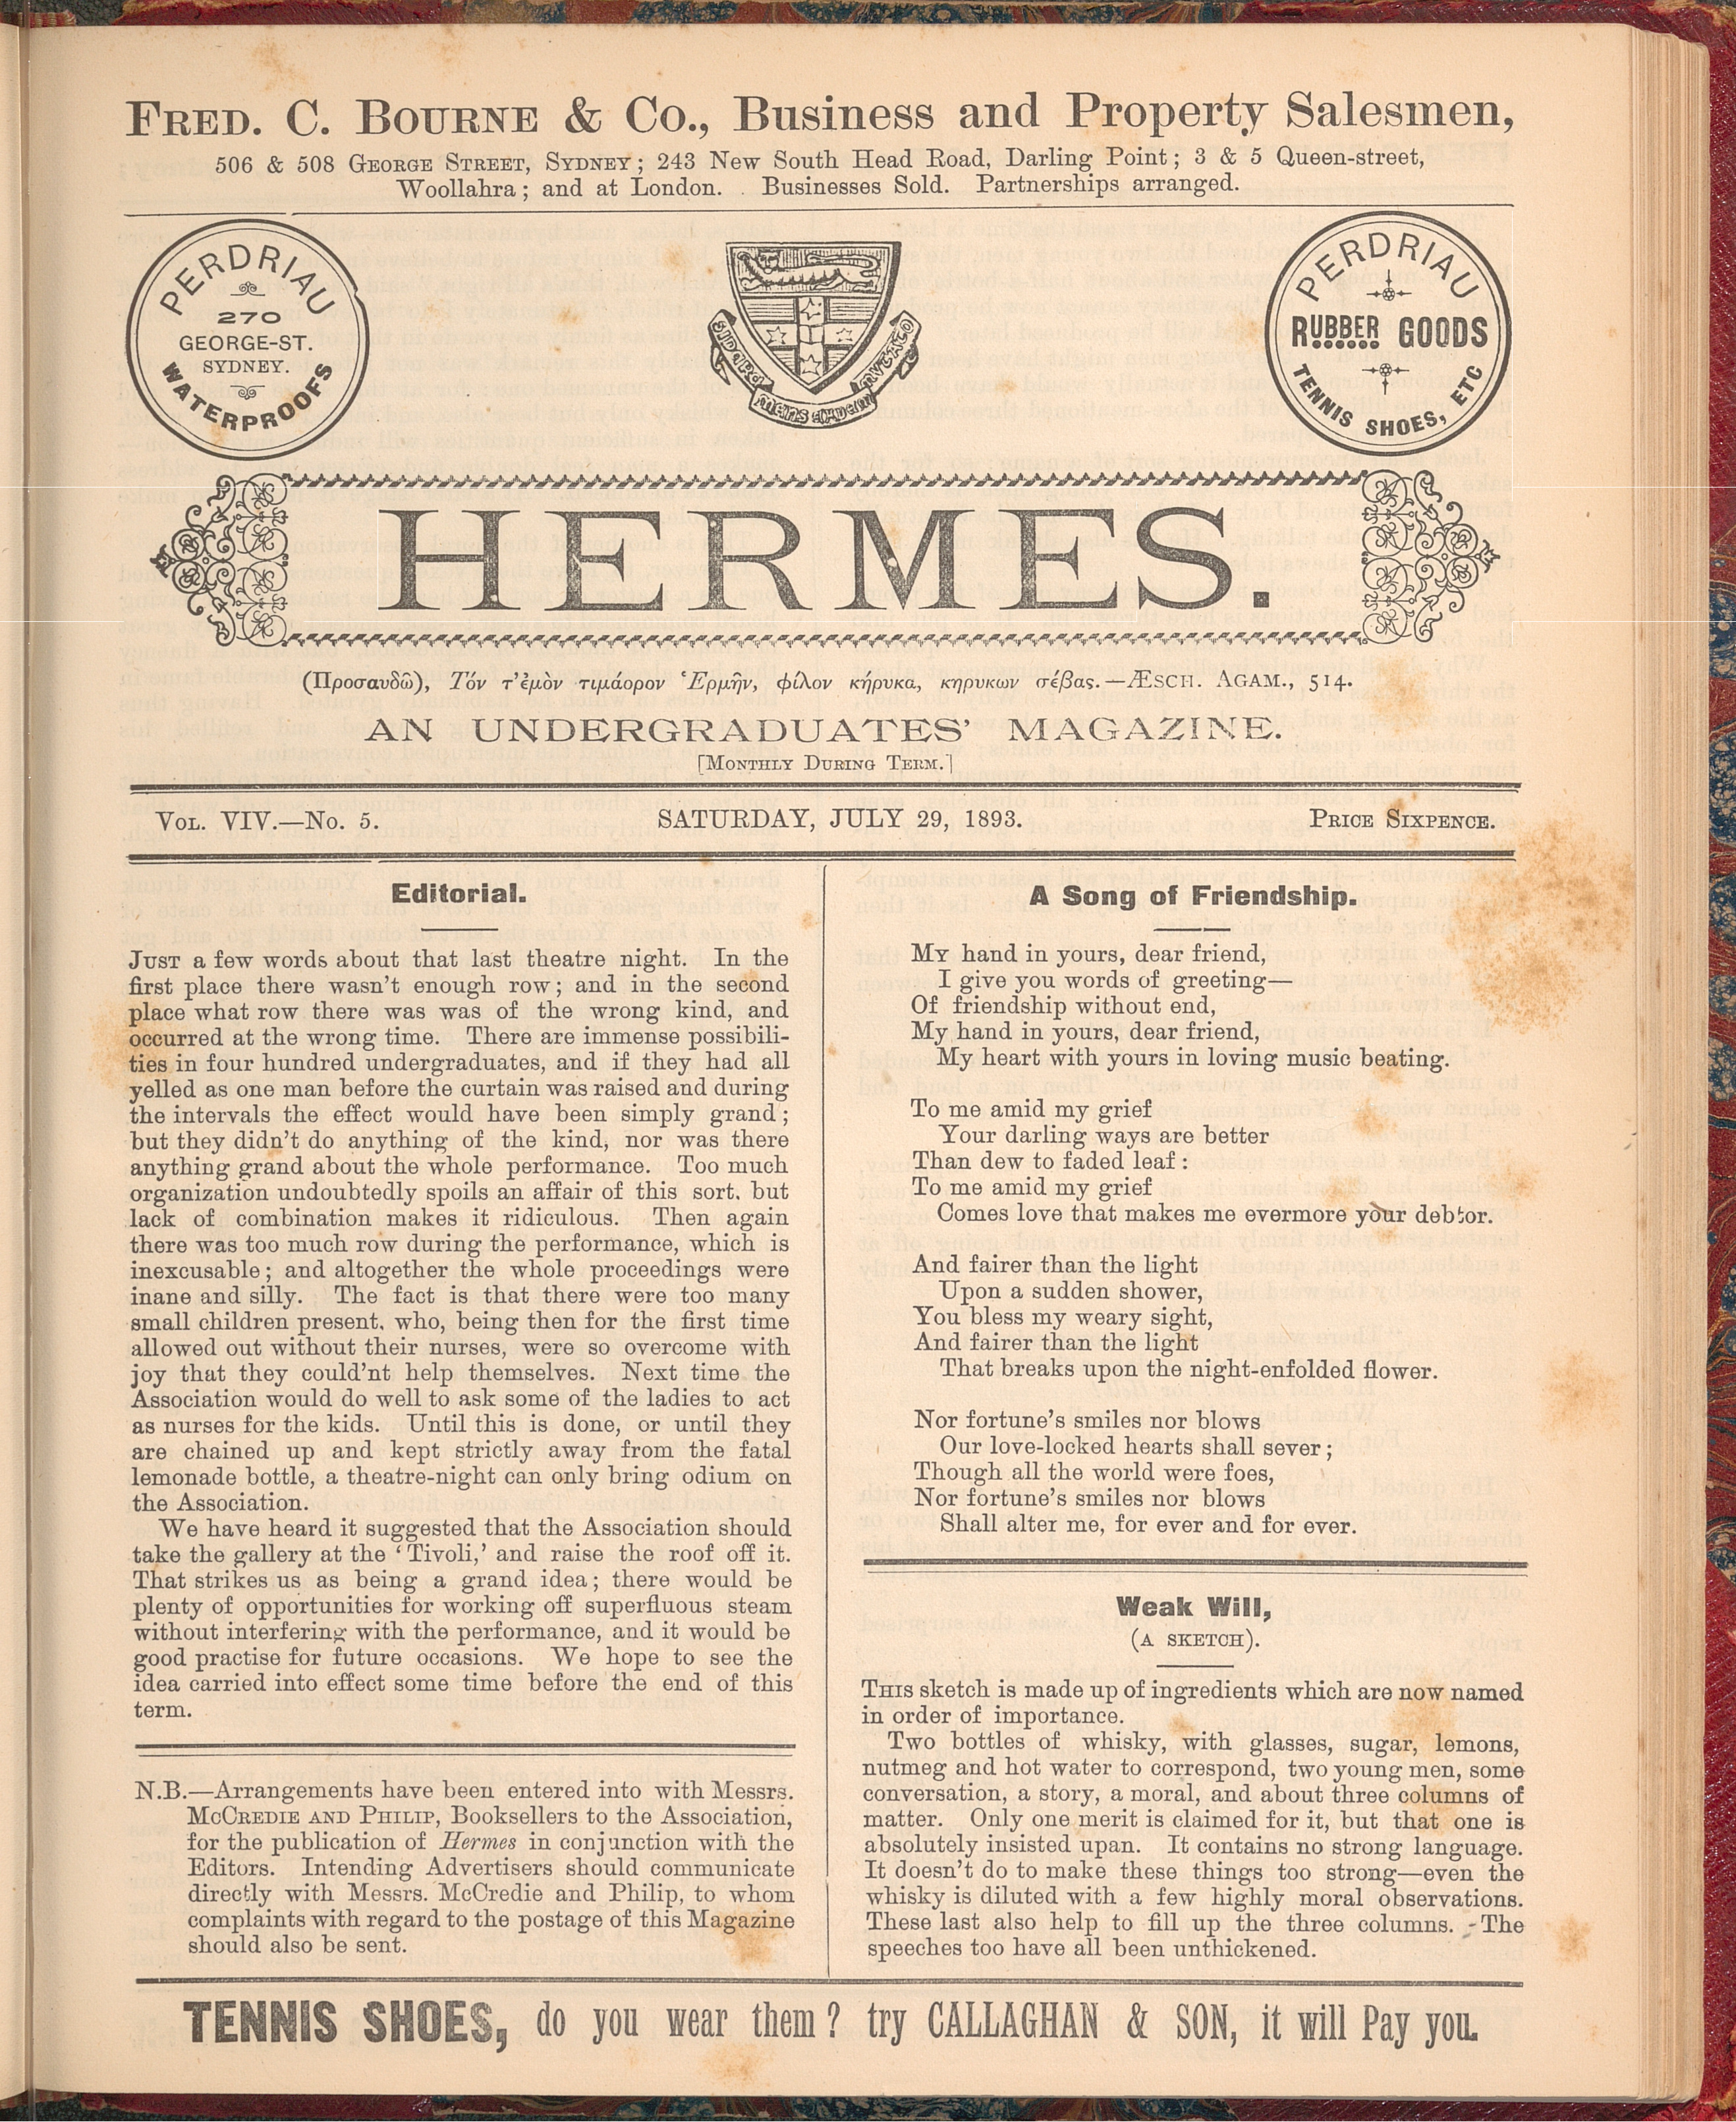 FRED. C. BOURNE & Co., Business and Property Salesmen,
506 & 508 GEORGE STREET, SYDNEY; 243 New South Head Road, Darling Point; 3 & 5 Queen-street,
Woollahra; and at London. Businesses Sold. Partnerships arranged.
PERDRIAU
270
GEORGE-ST.
SYDNEY.
WATERPROOFS
SIDERE MENS EADEM MUTATO
PERDRIAU
RUBBER GOODS
TENNIS SHOES, ETC
HERMES.
(Προσαυδῶ), Τόν τ’ἐμὸν τιμάορον Ἑρμῆν, φίλον κήρυκα, κηρυκων σέβας.—ÆSCH. AGAM., 514.
AN UNDERGRADUATES’ MAGAZINE.
[MONTHLY DURING TERM.]
VOL. VIV.—No. 5.
SATURDAY, JULY 29, 1893.
PRICE SIXPENCE.
Editorial.
JUST a few words about that last theatre night. In the
first place there wasn’t enough row; and in the second
place what row there was was of the wrong kind, and
occurred at the wrong time. There are immense possibili-
ties in four hundred undergraduates, and if they had all
yelled as one man before the curtain was raised and during
the intervals the effect would have been simply grand;
but they didn’t do anything of the kind, nor was there
anything grand about the whole performance. Too much
organization undoubtedly spoils an affair of this sort, but
lack of combination makes it ridiculous. Then again
there was too much row during the performance, which is
inexcusable; and altogether the whole proceedings were
inane and silly. The fact is that there were too many
small children present, who, being then for the first time
allowed out without their nurses, were so overcome with
joy that they could’nt help themselves. Next time the
Association would do well to ask some of the ladies to act
as nurses for the kids. Until this is done, or until they
are chained up and kept strictly away from the fatal
lemonade bottle, a theatre-night can only bring odium on
the Association.
We have heard it suggested that the Association should
take the gallery at the ‘Tivoli,’ and raise the roof off it.
That strikes us as being a grand idea; there would be
plenty of opportunities for working off superfluous steam
without interfering with the performance, and it would be
good practise for future occasions. We hope to see the
idea carried into effect some time before the end of this
term.
N.B.—Arrangements have been entered into with Messrs.
McCREDIE AND PHILIP, Booksellers to the Association,
for the publication of Hermes in conjunction with the
Editors. Intending Advertisers should communicate
directly with Messrs. McCredie and Philip, to whom
complaints with regard to the postage of this Magazine
should also be sent.
A Song of Friendship.
MY hand in yours, dear friend,
I give you words of greeting—
Of friendship without end,
My hand in yours, dear friend,
My heart with yours in loving music beating.
To me amid my grief
Your darling ways are better
Than dew to faded leaf:
To me amid my grief
Comes love that makes me evermore your debtor.
And fairer than the light
Upon a sudden shower,
You bless my weary sight,
And fairer than the light
That breaks upon the night-enfolded flower.
Nor fortune’s smiles nor blows
Our love-locked hearts shall sever;
Though all the world were foes,
Nor fortune’s smiles nor blows
Shall alter me, for ever and for ever.
Weak Will,
(A SKETCH).
THIS sketch is made up of ingredients which are now named
in order of importance.
Two bottles of whisky, with glasses, sugar, lemons,
nutmeg and hot water to correspond, two young men, some
conversation, a story, a moral, and about three columns of
matter. Only one merit is claimed for it, but that one is
absolutely insisted upan. It contains no strong language.
It doesn’t do to make these things too strong—even the
whisky is diluted with a few highly moral observations.
These last also help to fill up the three columns. The
speeches too have all been unthickened.
TENNIS SHOES, do you wear them? try CALLAGHAN & SON, it will Pay you.